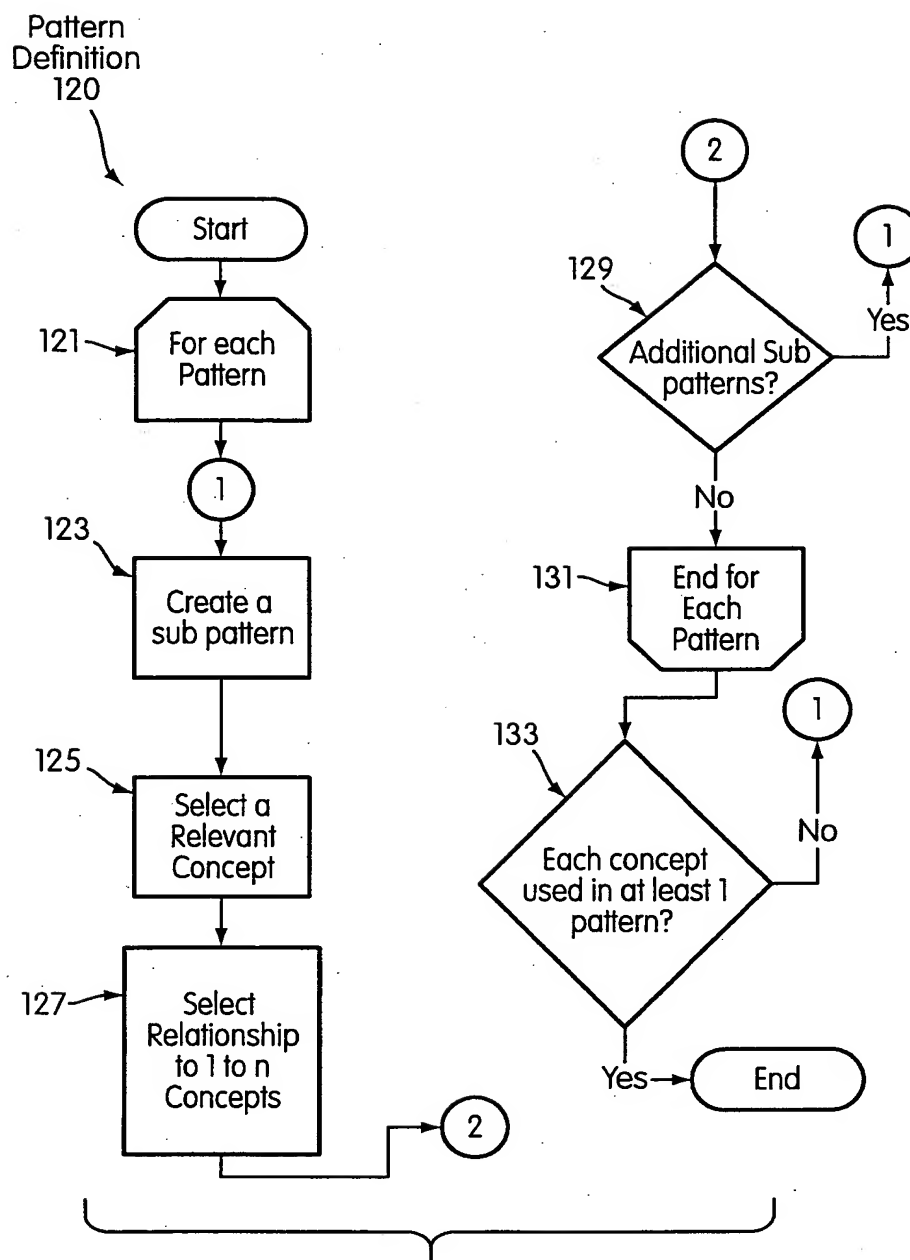 Pattern
Definition
120
Start
121
For each
Pattern
1
123
Create a
sub pattern
125
Select a
Relevant
Concept
127
Select
Relationship
to 1 to n
Concepts
2
2
129
Additional Sub
patterns?
Yes
1
No
131
End for
Each
Pattern
133
Each concept
used in at least 1
pattern?
No
1
Yes
End